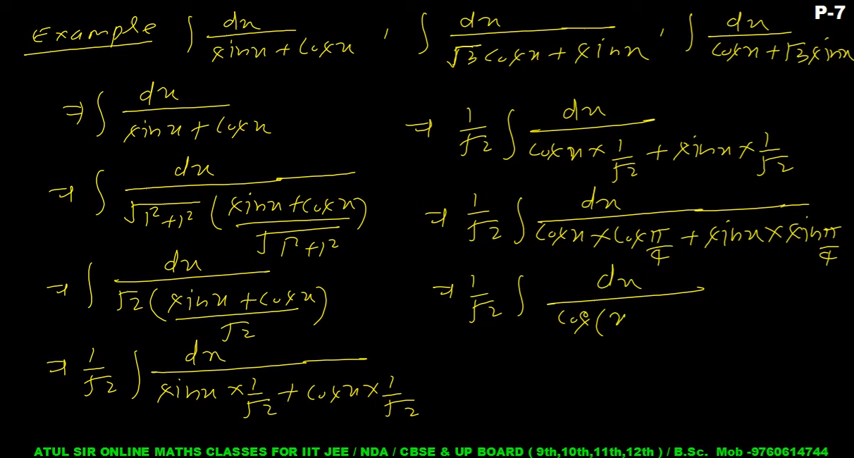 P-7
Example ∫ dx/(sinx + cosx) , ∫ dx/(√3 cosx + sinx) , ∫ dx/(cosx + √3 sinx)
⇒ ∫ dx/(sinx + cosx)
⇒ ∫ dx/(√(1²+1²) ((sinx + cosx)/√(1²+1²)))
⇒ ∫ dx/(√2 ((sinx + cosx)/√2))
⇒ 1/√2 ∫ dx/(sinx × 1/√2 + cosx × 1/√2)
⇒ 1/√2 ∫ dx/(cosx × 1/√2 + sinx × 1/√2)
⇒ 1/√2 ∫ dx/(cosx × cos π/4 + sinx × sin π/4)
⇒ 1/√2 ∫ dx/(cos(x
ATUL SIR ONLINE MATHS CLASSES FOR IIT JEE / NDA / CBSE & UP BOARD ( 9th,10th,11th,12th ) / B.Sc. Mob -9760614744